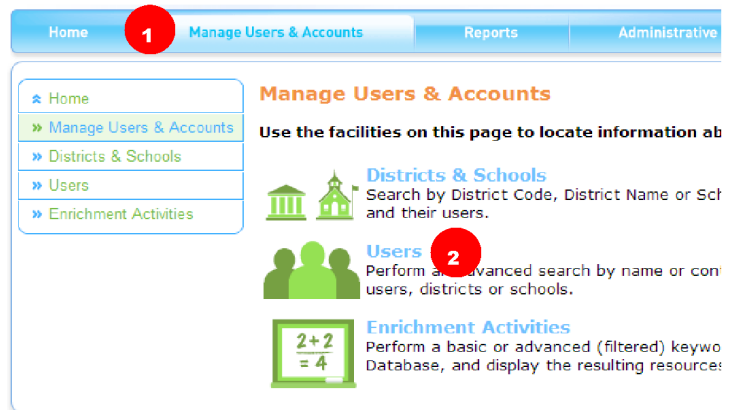 Home
1
Manage Users & Accounts
Reports
Administrative
Home
Manage Users & Accounts
Districts & Schools
Users
Enrichment Activities
Manage Users & Accounts
Use the facilities on this page to locate information ab
Districts & Schools
Search by District Code, District Name or Sch
and their users.
Users
2
Perform an advanced search by name or cont
users, districts or schools.
2+2
= 4
Enrichment Activities
Perform a basic or advanced (filtered) keywo
Database, and display the resulting resources